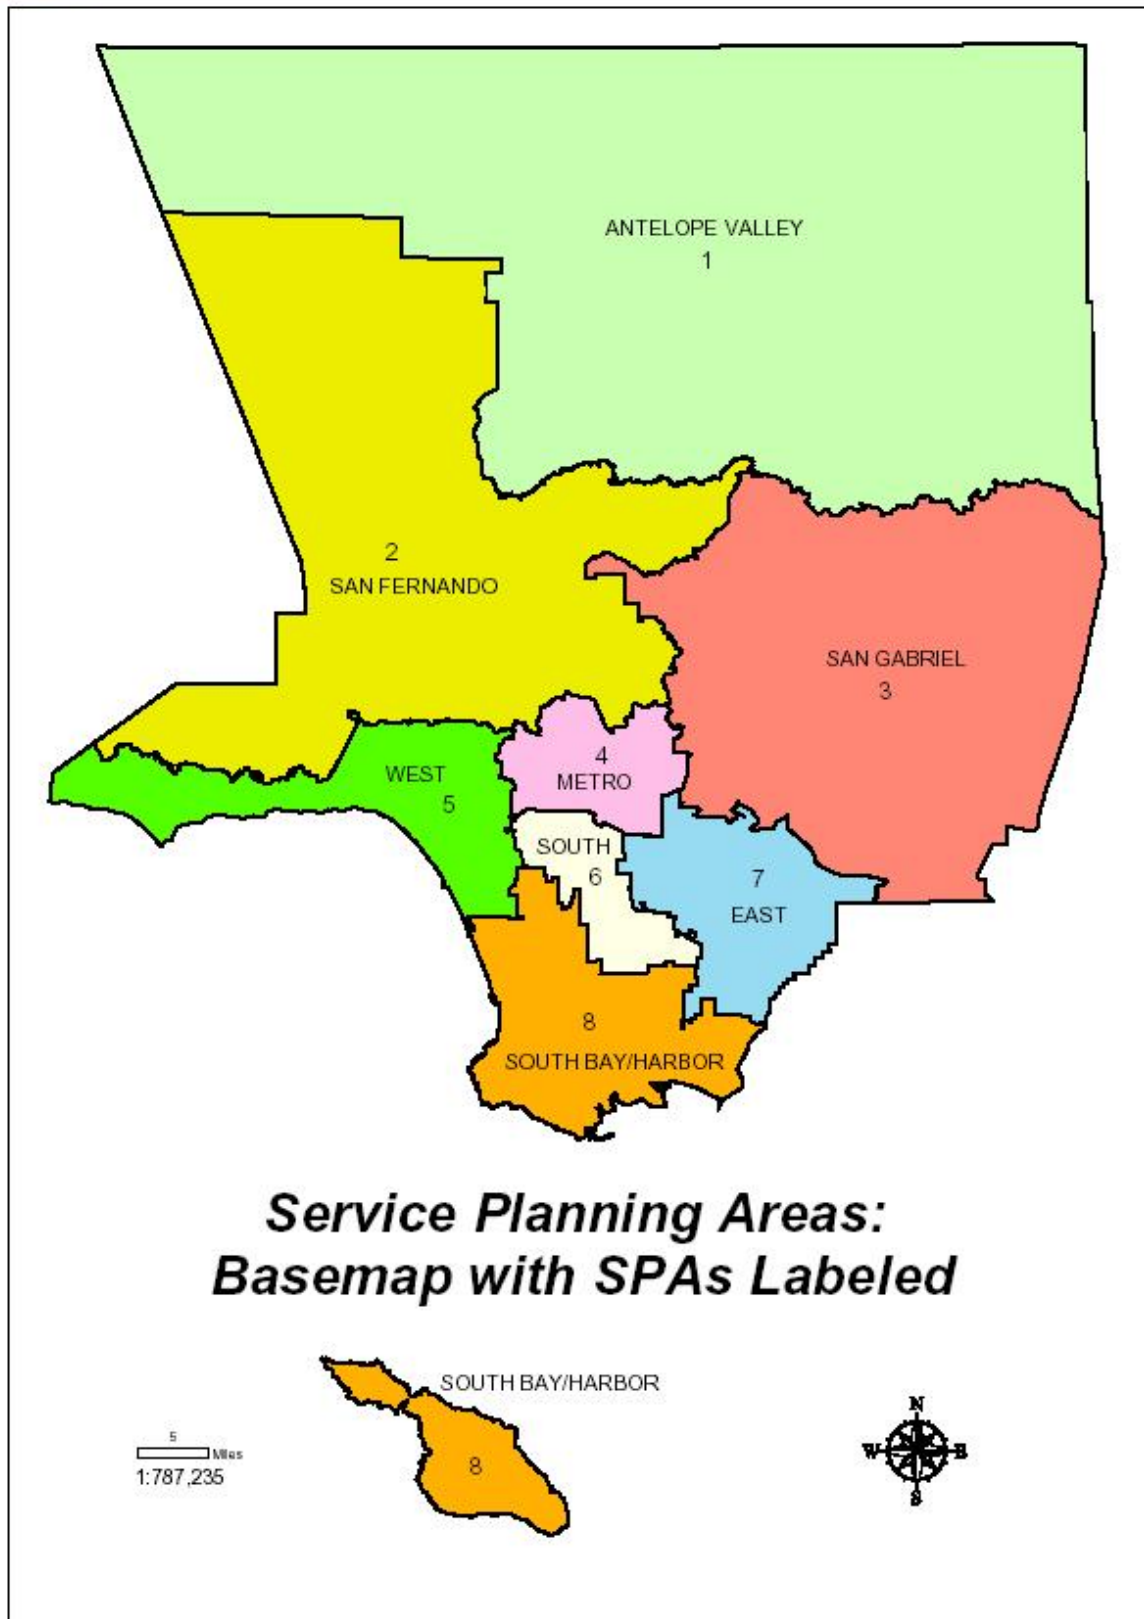 ANTELOPE VALLEY
1
2
SAN FERNANDO
SAN GABRIEL
3
4
METRO
WEST
5
SOUTH
6
7
EAST
8
SOUTH BAY/HARBOR
Service Planning Areas:
Basemap with SPAs Labeled
SOUTH BAY/HARBOR
8
5
Miles
1:787,235
N
W E
S